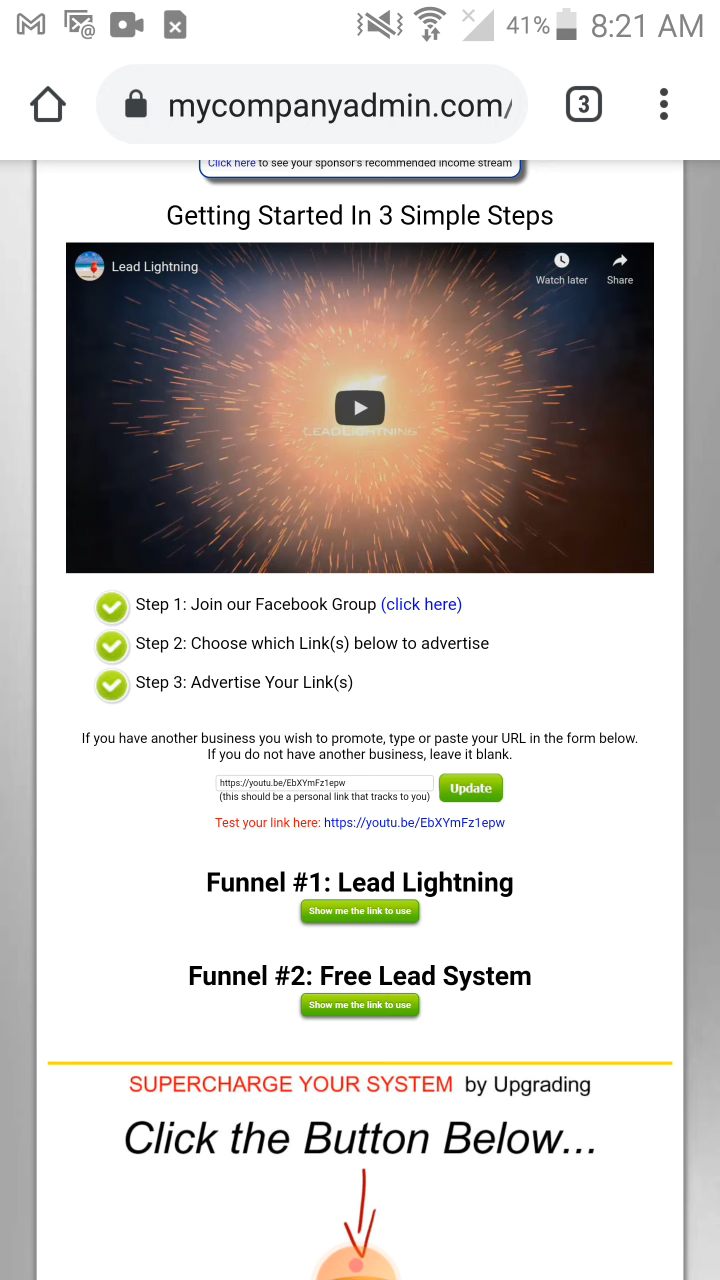 41% 8:21 AM
mycompanyadmin.com/
3
Click here to see your sponsor's recommended income stream
Getting Started In 3 Simple Steps
Lead Lightning
Watch later
Share
LEADLIGHTNING
Step 1: Join our Facebook Group (click here)
Step 2: Choose which Link(s) below to advertise
Step 3: Advertise Your Link(s)
If you have another business you wish to promote, type or paste your URL in the form below.
If you do not have another business, leave it blank.
https://youtu.be/EbXYmFz1epw
Update
(this should be a personal link that tracks to you)
Test your link here: https://youtu.be/EbXYmFz1epw
Funnel #1: Lead Lightning
Show me the link to use
Funnel #2: Free Lead System
Show me the link to use
SUPERCHARGE YOUR SYSTEM by Upgrading
Click the Button Below...